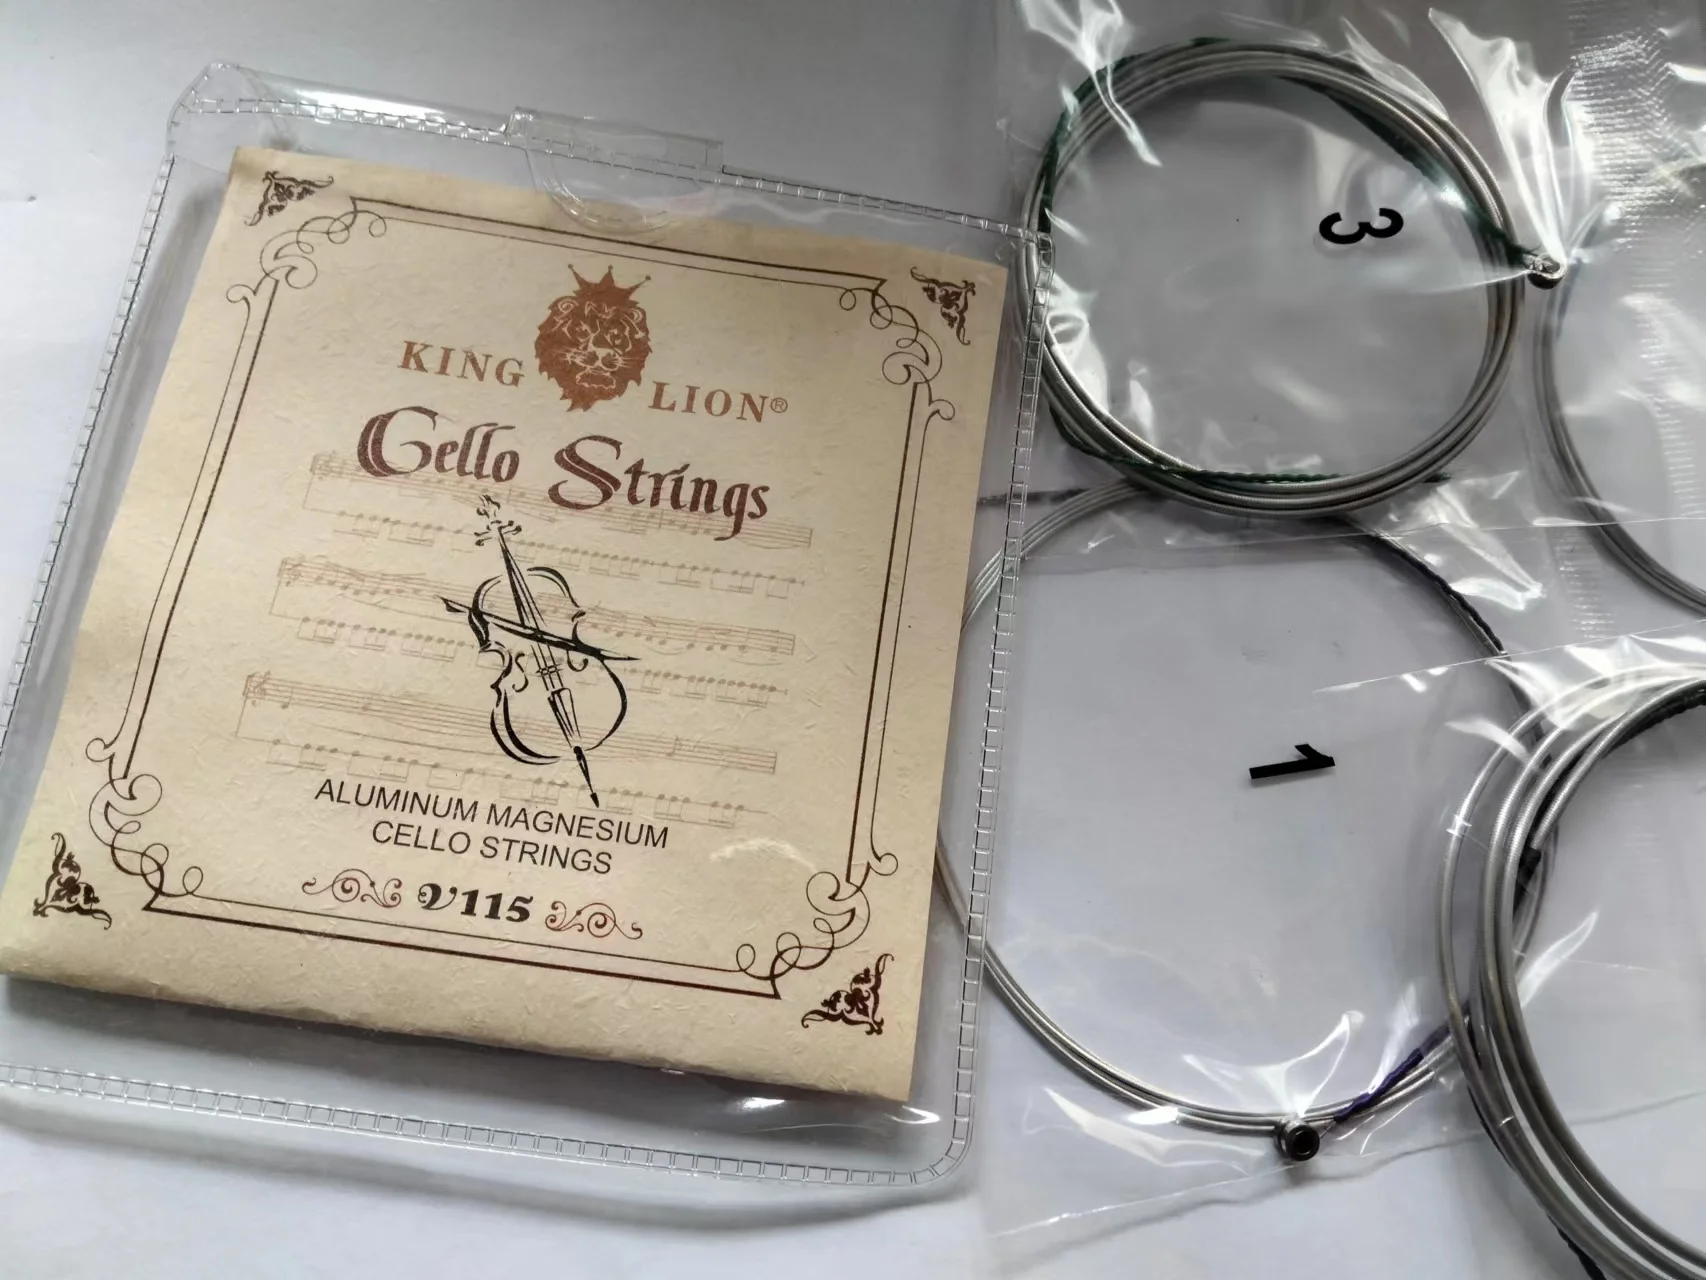 KING LION®
Cello Strings
ALUMINUM MAGNESIUM
CELLO STRINGS
V115
3
1